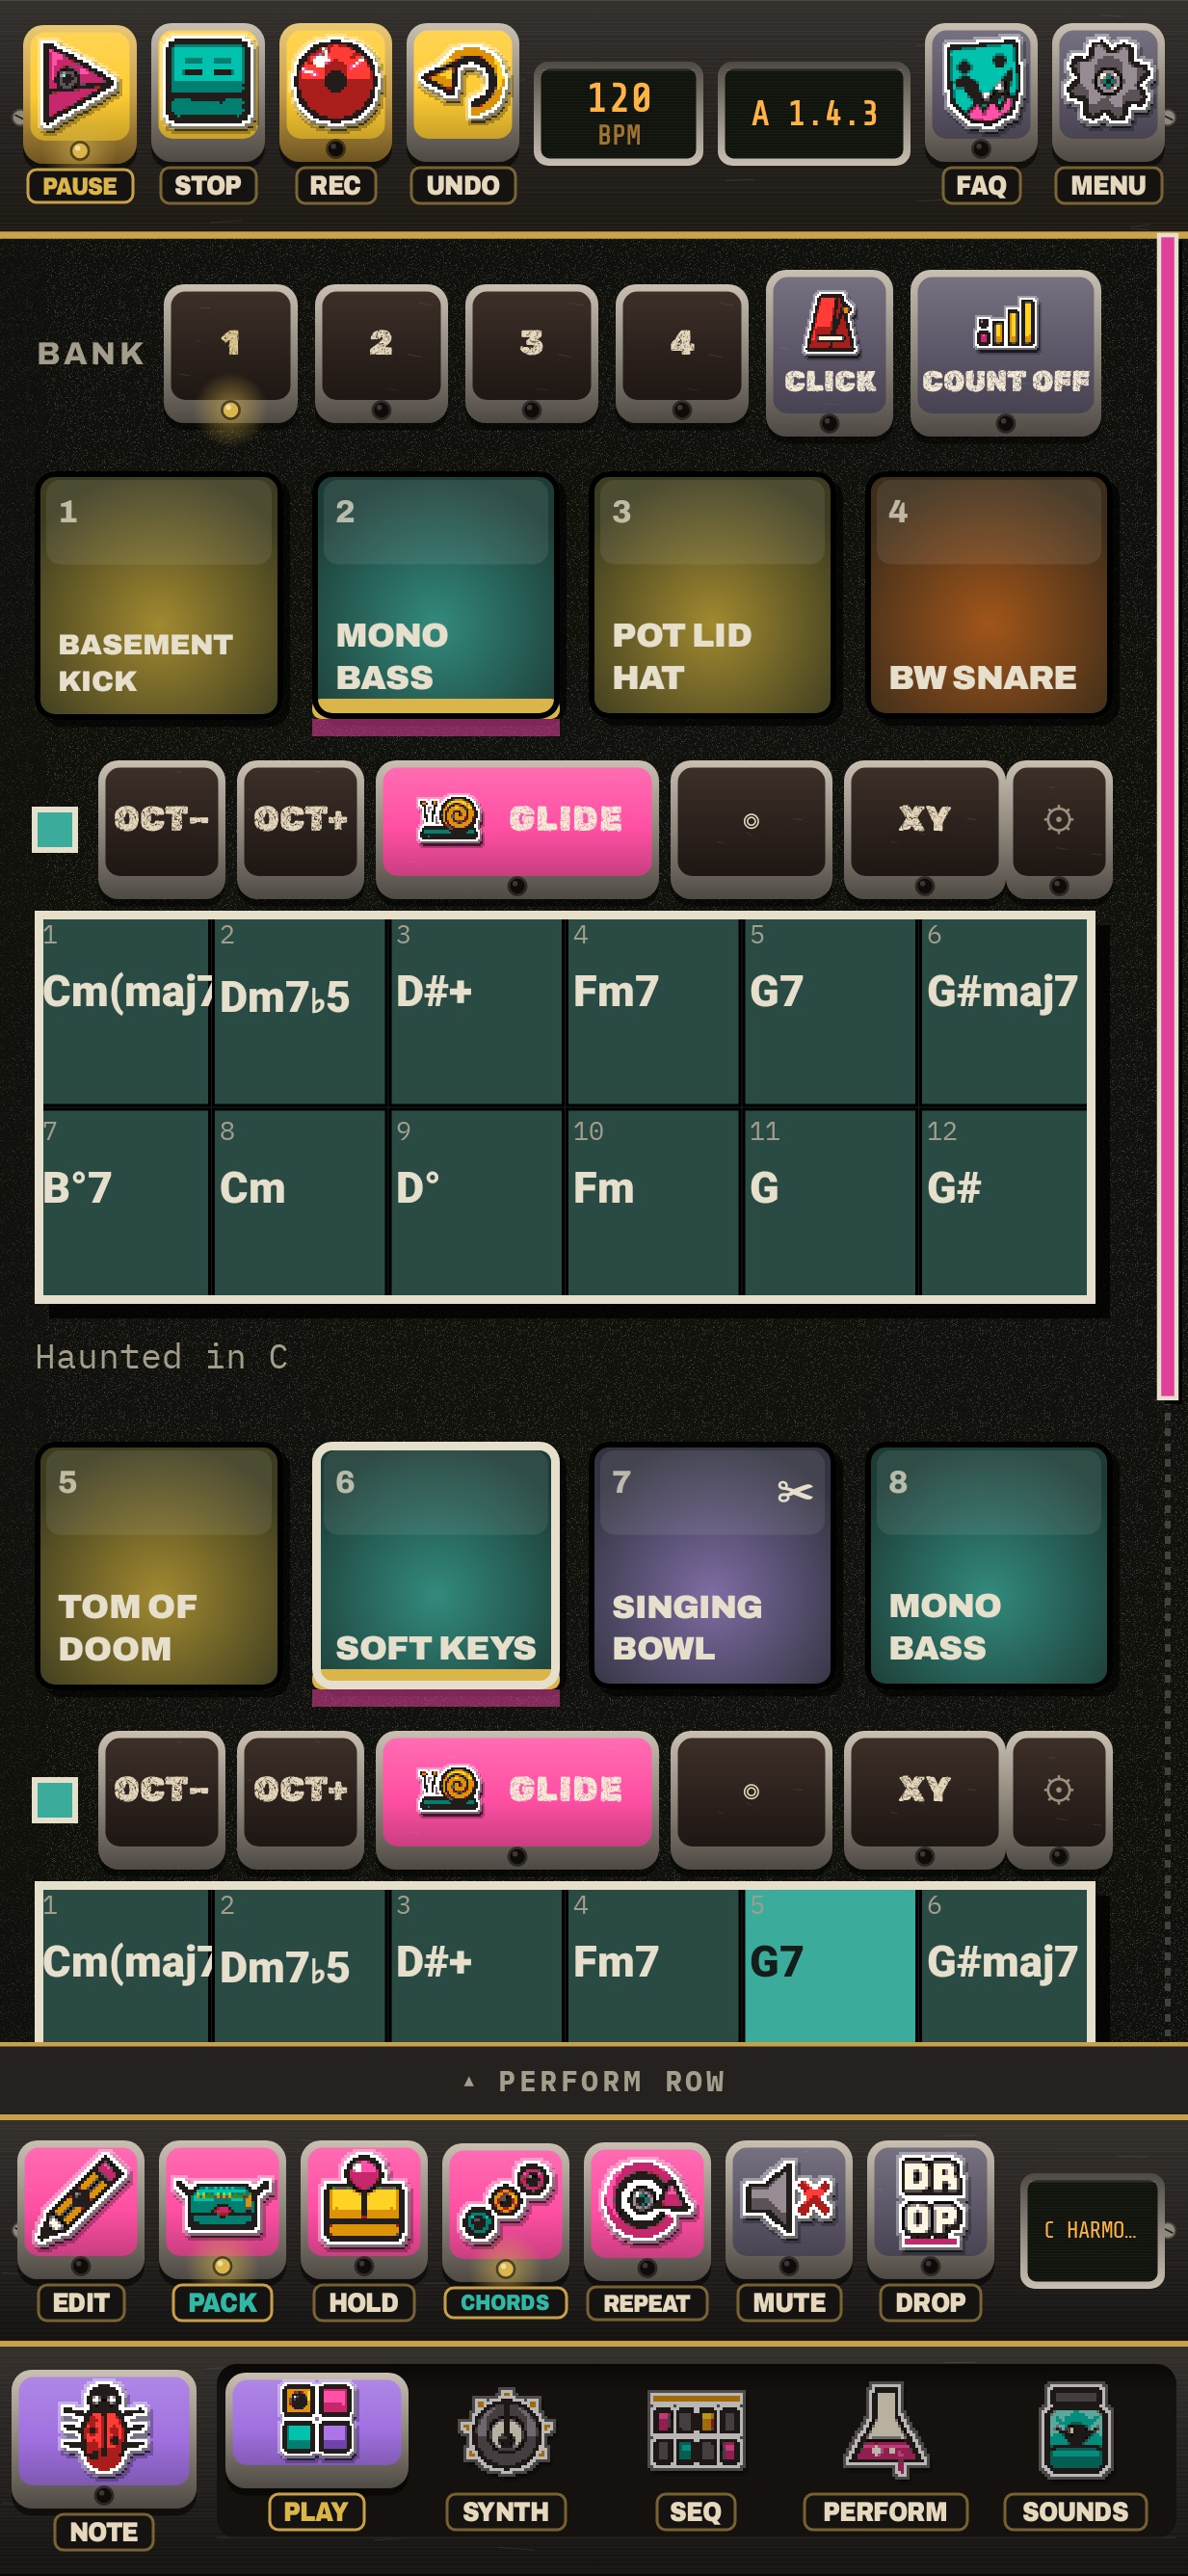 120
BPM
A 1.4.3
PAUSE STOP REC UNDO FAQ MENU
BANK 1 2 3 4 CLICK COUNT OFF
1 2 3 4
BASEMENT KICK
MONO BASS
POT LID HAT
BW SNARE
OCT- OCT+ GLIDE XY
1 2 3 4 5 6
Cm(maj7 Dm7♭5 D#+ Fm7 G7 G#maj7
7 8 9 10 11 12
B°7 Cm D° Fm G G#
Haunted in C
5 6 7 8
TOM OF DOOM
SOFT KEYS
SINGING BOWL
MONO BASS
OCT- OCT+ GLIDE XY
1 2 3 4 5 6
Cm(maj7 Dm7♭5 D#+ Fm7 G7 G#maj7
▲ PERFORM ROW
DR
OP
C HARMO…
EDIT PACK HOLD CHORDS REPEAT MUTE DROP
NOTE PLAY SYNTH SEQ PERFORM SOUNDS